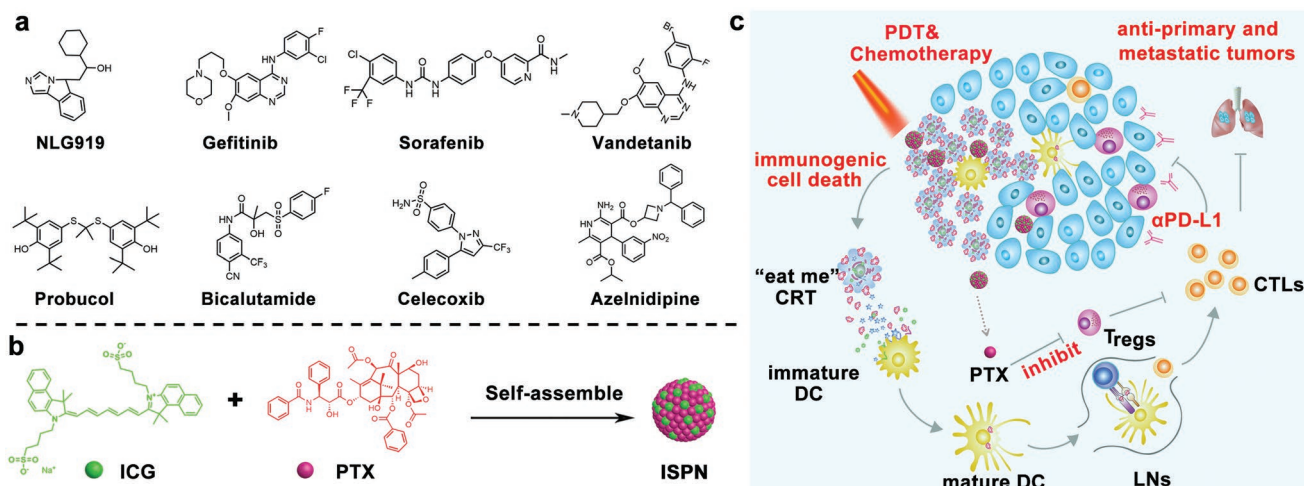 a
NLG919
Gefitinib
Sorafenib
Vandetanib
Probucol
Bicalutamide
Celecoxib
Azelnidipine
b
ICG
+
PTX
Self-assemble
ISPN
c
PDT&
Chemotherapy
anti-primary and
metastatic tumors
immunogenic
cell death
αPD-L1
“eat me”
CRT
CTLs
Tregs
PTX
inhibit
immature
DC
mature DC
LNs